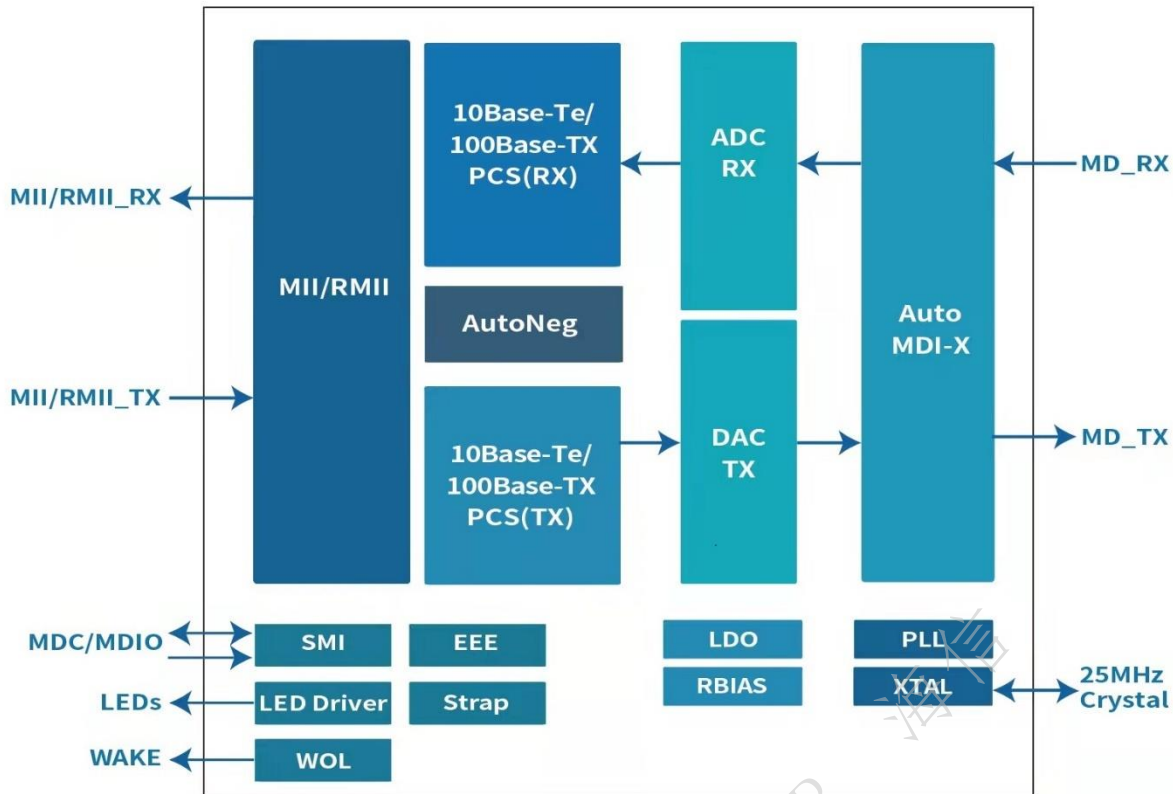 10Base-Te/
100Base-TX
PCS(RX)
ADC
RX
MD_RX
MII/RMII_RX
MII/RMII
AutoNeg
Auto
MDI-X
MII/RMII_TX
10Base-Te/
100Base-TX
PCS(TX)
DAC
TX
MD_TX
MDC/MDIO
SMI
EEE
LDO
PLL
LEDs
LED Driver
Strap
RBIAS
XTAL
25MHz
Crystal
WAKE
WOL
海信